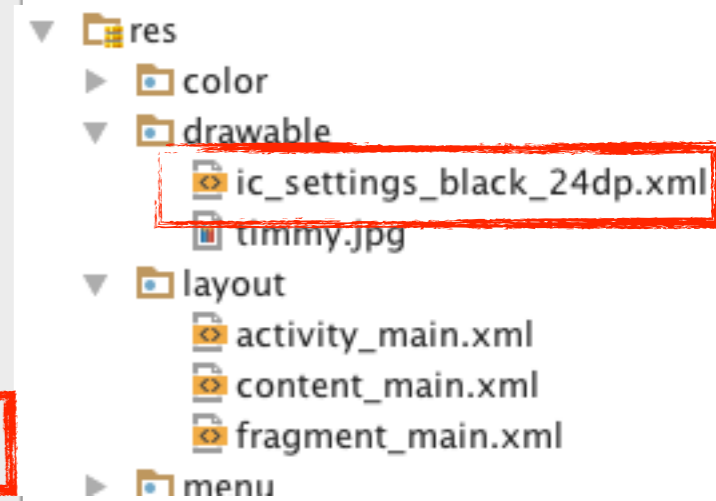 res
color
drawable
ic_settings_black_24dp.xml
timmy.jpg
layout
activity_main.xml
content_main.xml
fragment_main.xml
menu